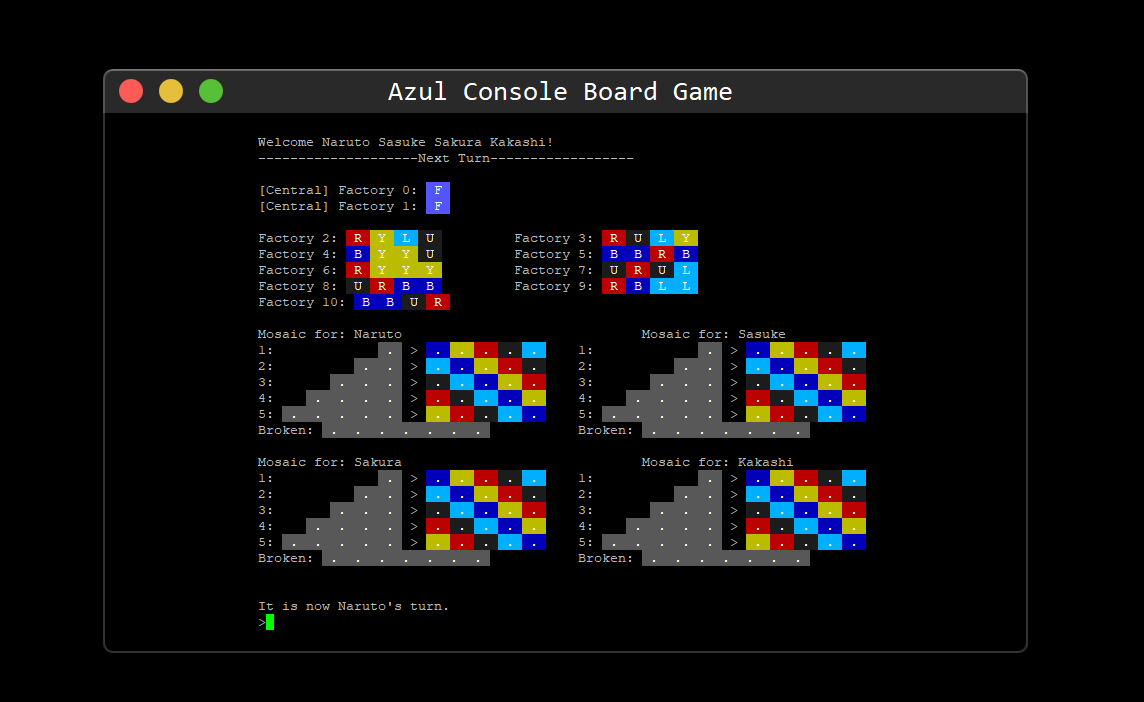 Azul Console Board Game
Welcome Naruto Sasuke Sakura Kakashi!
--------------------Next Turn------------------
[Central] Factory 0: F
[Central] Factory 1: F
Factory 2: R Y L U Factory 3: R U L Y
Factory 4: B Y Y U Factory 5: B B R B
Factory 6: R Y Y Y Factory 7: U R U L
Factory 8: U R B B Factory 9: R B L L
Factory 10: B B U R
Mosaic for: Naruto Mosaic for: Sasuke
1: . > . . . . . 1: . > . . . . .
2: . . > . . . . . 2: . . > . . . . .
3: . . . > . . . . . 3: . . . > . . . . .
4: . . . . > . . . . . 4: . . . . > . . . . .
5: . . . . . > . . . . . 5: . . . . . > . . . . .
Broken: . . . . . . . Broken: . . . . . . .
Mosaic for: Sakura Mosaic for: Kakashi
1: . > . . . . . 1: . > . . . . .
2: . . > . . . . . 2: . . > . . . . .
3: . . . > . . . . . 3: . . . > . . . . .
4: . . . . > . . . . . 4: . . . . > . . . . .
5: . . . . . > . . . . . 5: . . . . . > . . . . .
Broken: . . . . . . . Broken: . . . . . . .
It is now Naruto's turn.
>